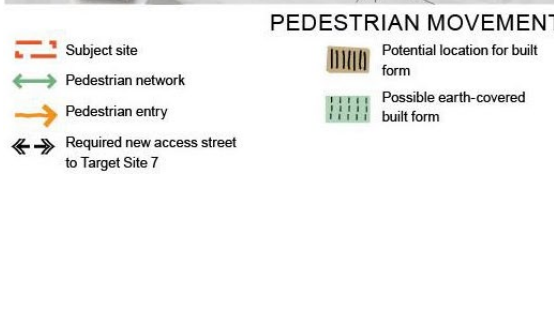 PEDESTRIAN MOVEMENT
Subject site
Pedestrian network
Pedestrian entry
Required new access street
to Target Site 7
Potential location for built
form
Possible earth-covered
built form